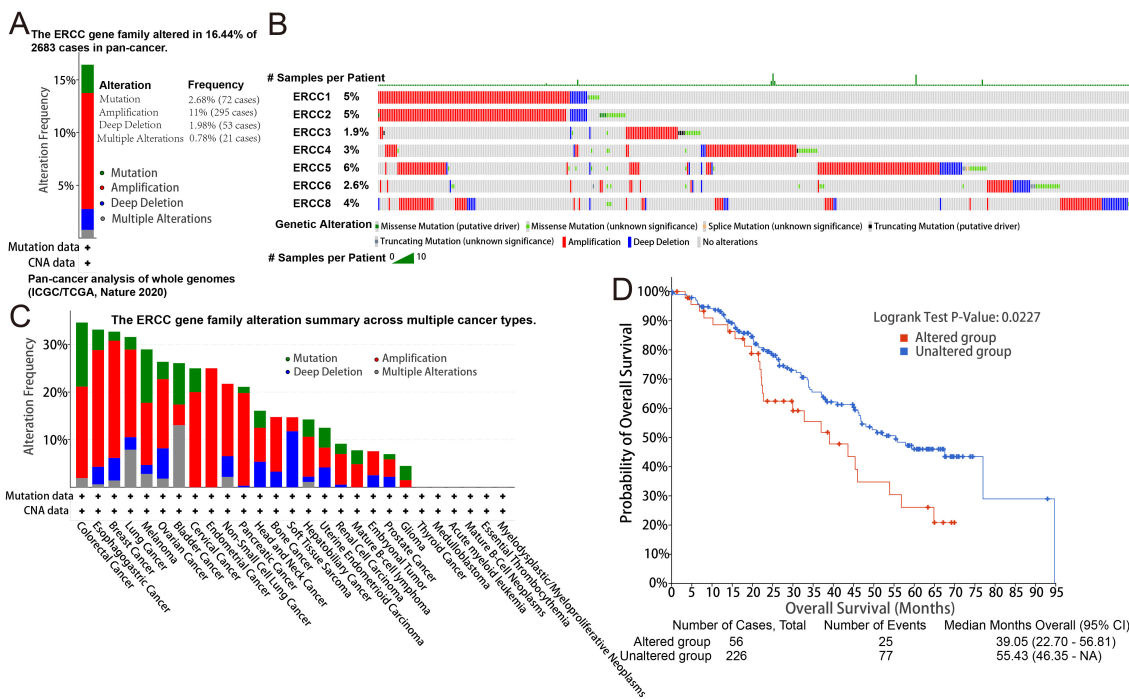 A
The ERCC gene family altered in 16.44% of
2683 cases in pan-cancer.
15%
10%
5%
Alteration Frequency
Alteration Frequency
Mutation 2.68% (72 cases)
Amplification 11% (295 cases)
Deep Deletion 1.98% (53 cases)
Multiple Alterations 0.78% (21 cases)
Mutation
Amplification
Deep Deletion
Multiple Alterations
Mutation data +
CNA data +
Pan-cancer analysis of whole genomes
(ICGC/TCGA, Nature 2020)
B
# Samples per Patient
ERCC1 5%
ERCC2 5%
ERCC3 1.9%
ERCC4 3%
ERCC5 6%
ERCC6 2.6%
ERCC8 4%
Genetic Alteration Missense Mutation (putative driver) Missense Mutation (unknown significance) Splice Mutation (unknown significance) Truncating Mutation (putative driver)
Truncating Mutation (unknown significance) Amplification Deep Deletion No alterations
# Samples per Patient 0 10
C
The ERCC gene family alteration summary across multiple cancer types.
Mutation Amplification
Deep Deletion Multiple Alterations
30%
20%
10%
Alteration Frequency
Mutation data + + + + + + + + + + + + + + + + + + + + + + + + + + +
CNA data + + + + + + + + + + + + + + + + + + + + + + + + + + +
Colorectal Cancer
Esophagogastric Cancer
Breast Cancer
Lung Cancer
Melanoma
Ovarian Cancer
Bladder Cancer
Cervical Cancer
Endometrial Cancer
Non-Small Cell Lung Cancer
Pancreatic Cancer
Head and Neck Cancer
Bone Cancer
Soft Tissue Sarcoma
Hepatobiliary Cancer
Uterine Endometrioid Carcinoma
Renal Cell Carcinoma
Mature B-cell lymphoma
Embryonal Tumor
Prostate Cancer
Glioma
Thyroid Cancer
Medulloblastoma
Acute myeloid leukemia
Mature B-Cell Neoplasms
Essential Thrombocythemia
Myelodysplastic/Myeloproliferative Neoplasms
D
Logrank Test P-Value: 0.0227
Altered group
Unaltered group
100%
90%
80%
70%
60%
50%
40%
30%
20%
10%
0%
Probability of Overall Survival
0 5 10 15 20 25 30 35 40 45 50 55 60 65 70 75 80 85 90 95
Overall Survival (Months)
Number of Cases, Total Number of Events Median Months Overall (95% CI)
Altered group 56 25 39.05 (22.70 - 56.81)
Unaltered group 226 77 55.43 (46.35 - NA)